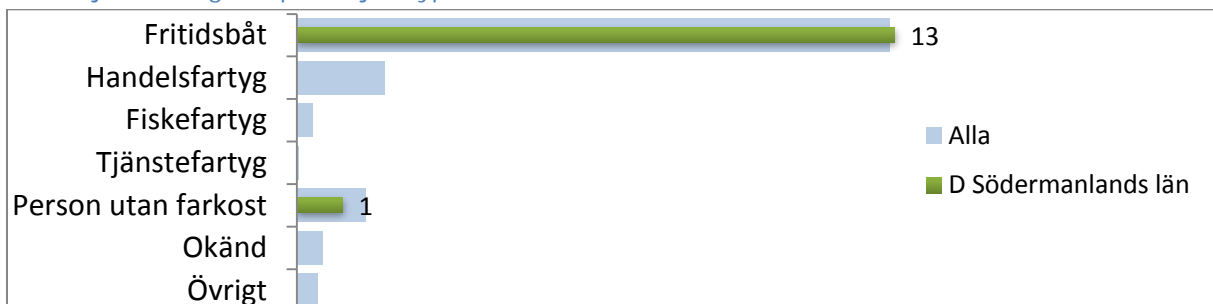 Fritidsbåt
13
Handelsfartyg
Fiskefartyg
Tjänstefartyg
Person utan farkost
1
Okänd
Övrigt
Alla
D Södermanlands län